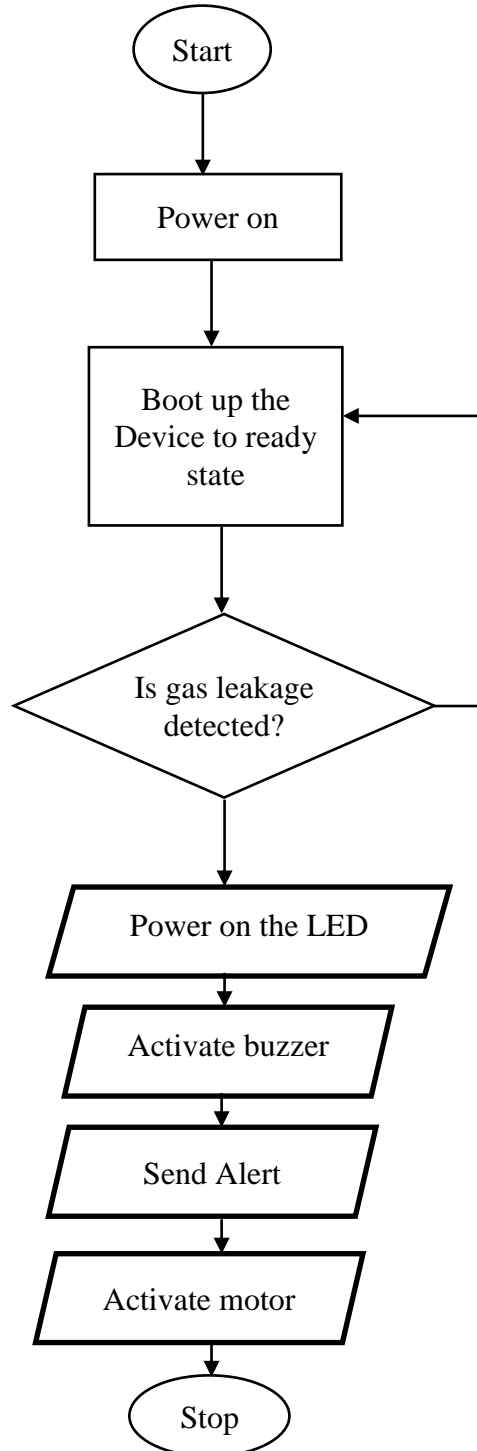 Start
Power on
Boot up the
Device to ready
state
Is gas leakage
detected?
Power on the LED
Activate buzzer
Send Alert
Activate motor
Stop